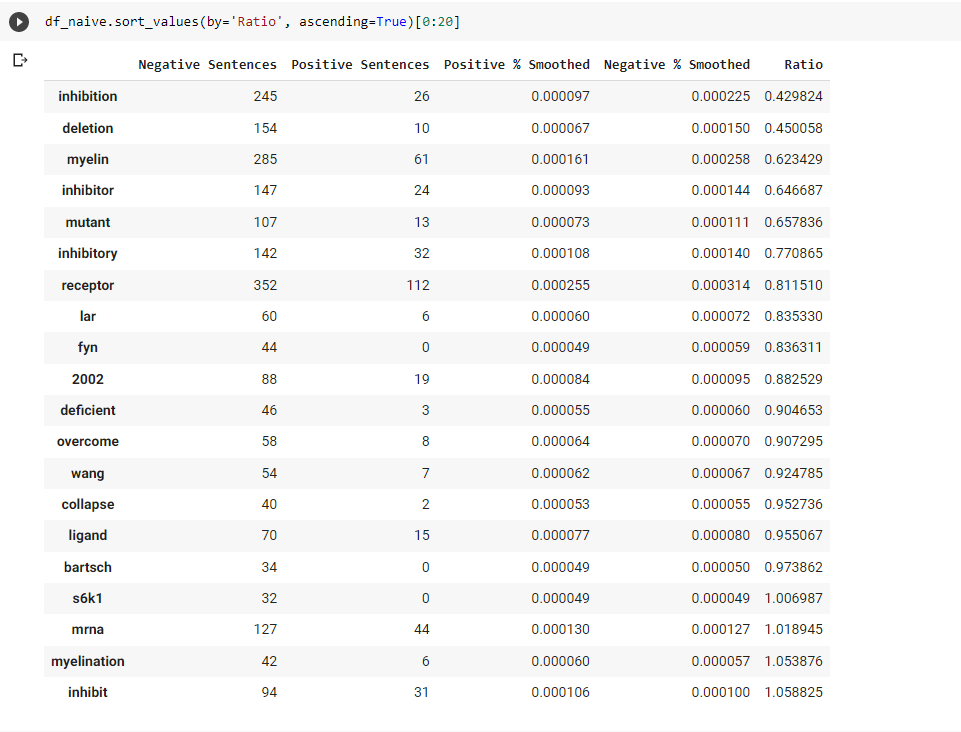 df_naive.sort_values(by='Ratio', ascending=True)[0:20]
Negative Sentences Positive Sentences Positive % Smoothed Negative % Smoothed Ratio
inhibition 245 26 0.000097 0.000225 0.429824
deletion 154 10 0.000067 0.000150 0.450058
myelin 285 61 0.000161 0.000258 0.623429
inhibitor 147 24 0.000093 0.000144 0.646687
mutant 107 13 0.000073 0.000111 0.657836
inhibitory 142 32 0.000108 0.000140 0.770865
receptor 352 112 0.000255 0.000314 0.811510
lar 60 6 0.000060 0.000072 0.835330
fyn 44 0 0.000049 0.000059 0.836311
2002 88 19 0.000084 0.000095 0.882529
deficient 46 3 0.000055 0.000060 0.904653
overcome 58 8 0.000064 0.000070 0.907295
wang 54 7 0.000062 0.000067 0.924785
collapse 40 2 0.000053 0.000055 0.952736
ligand 70 15 0.000077 0.000080 0.955067
bartsch 34 0 0.000049 0.000050 0.973862
s6k1 32 0 0.000049 0.000049 1.006987
mrna 127 44 0.000130 0.000127 1.018945
myelination 42 6 0.000060 0.000057 1.053876
inhibit 94 31 0.000106 0.000100 1.058825